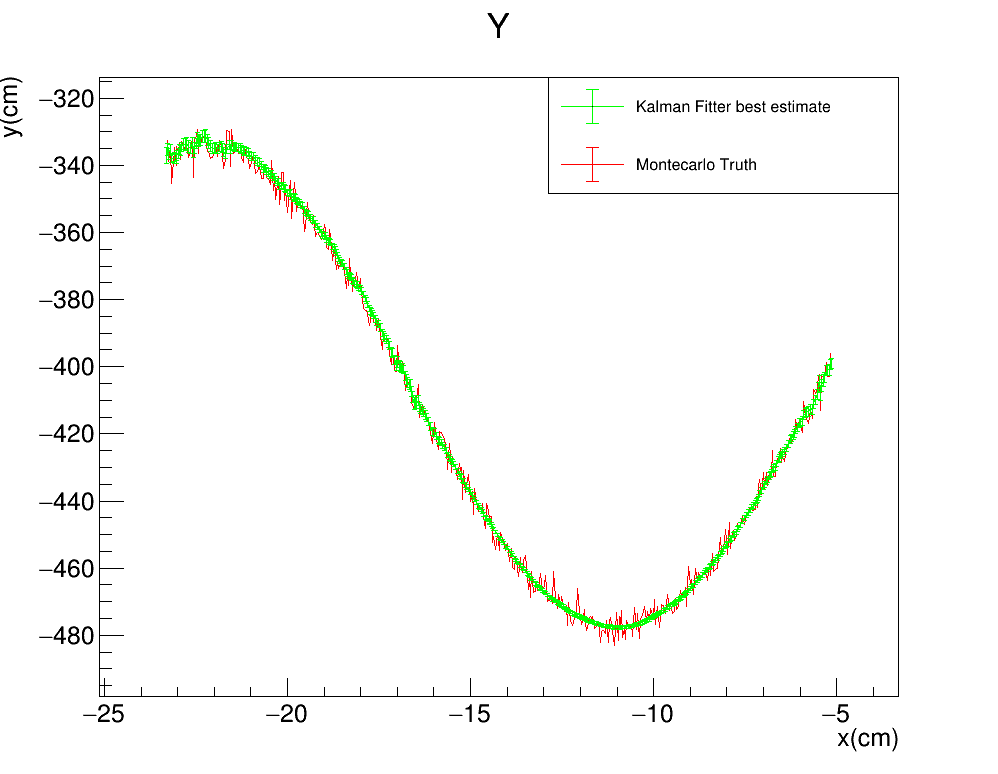 Y
y(cm)
Kalman Fitter best estimate
Montecarlo Truth
−320
−340
−360
−380
−400
−420
−440
−460
−480
−25 −20 −15 −10 −5
x(cm)